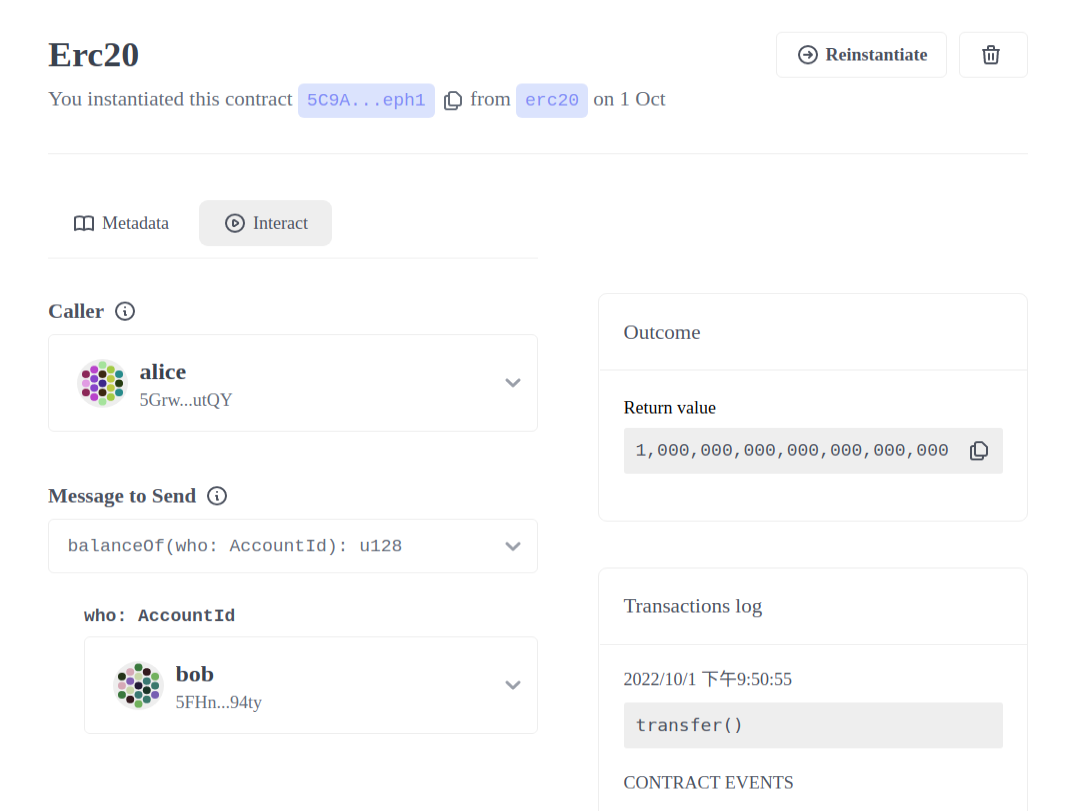 Erc20
Reinstantiate
You instantiated this contract 5C9A...eph1 from erc20 on 1 Oct
Metadata
Interact
Caller
alice
5Grw...utQY
Message to Send
balanceOf(who: AccountId): u128
who: AccountId
bob
5FHn...94ty
Outcome
Return value
1,000,000,000,000,000,000,000
Transactions log
2022/10/1 下午9:50:55
transfer()
CONTRACT EVENTS